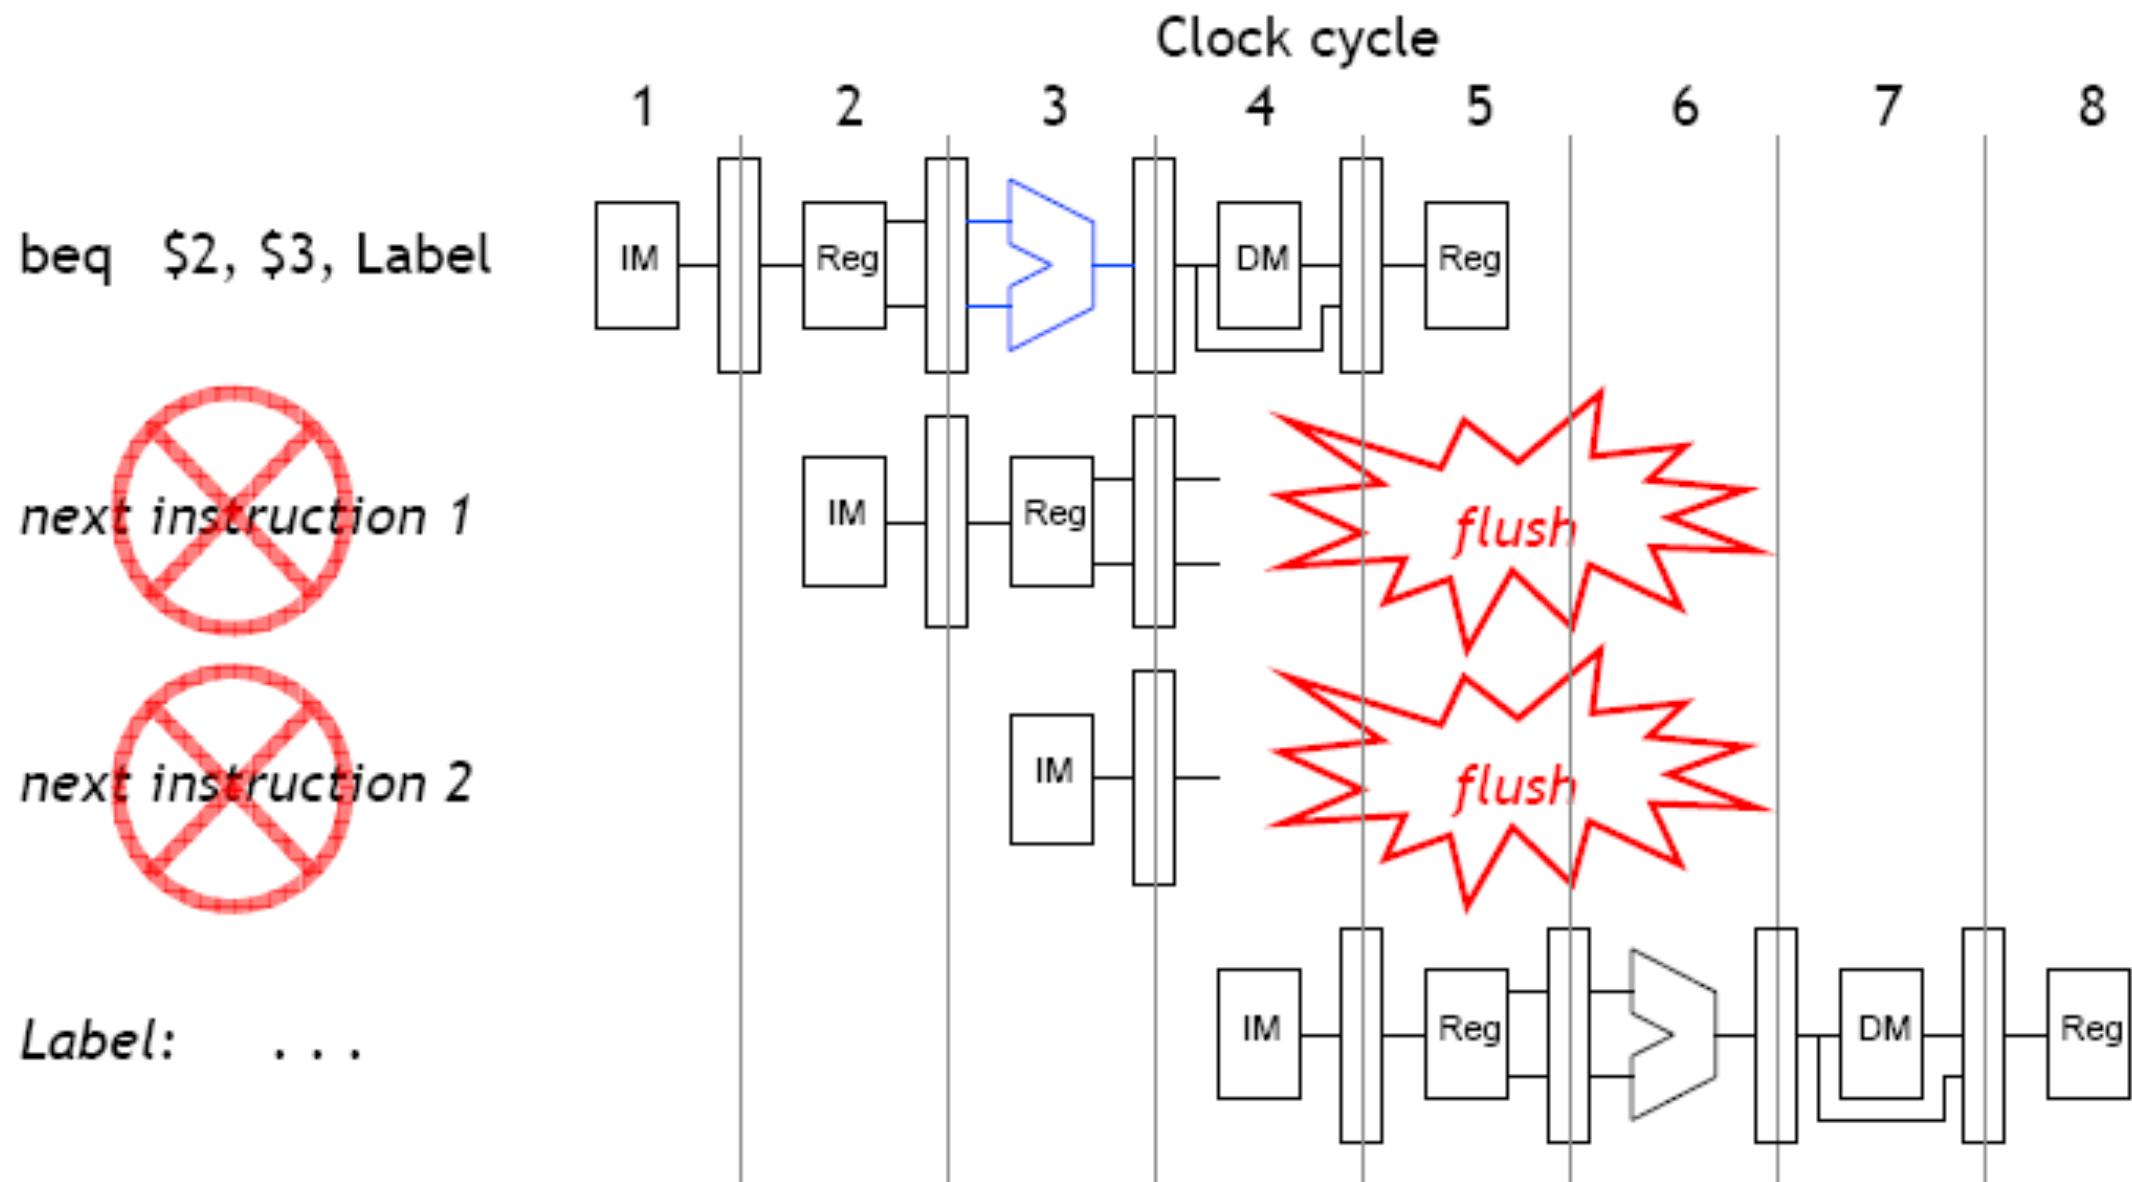 Clock cycle
1 2 3 4 5 6 7 8
beq $2, $3, Label IM Reg DM Reg
next instruction 1 IM Reg flush
next instruction 2 IM flush
Label: . . . IM Reg DM Reg